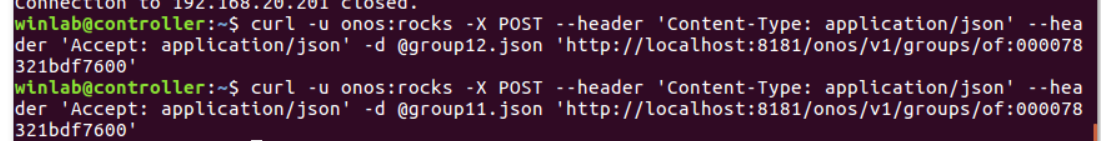 Connection to 192.168.20.201 closed.
winlab@controller:~$ curl -u onos:rocks -X POST --header 'Content-Type: application/json' --hea
der 'Accept: application/json' -d @group12.json 'http://localhost:8181/onos/v1/groups/of:000078
321bdf7600'
winlab@controller:~$ curl -u onos:rocks -X POST --header 'Content-Type: application/json' --hea
der 'Accept: application/json' -d @group11.json 'http://localhost:8181/onos/v1/groups/of:000078
321bdf7600'